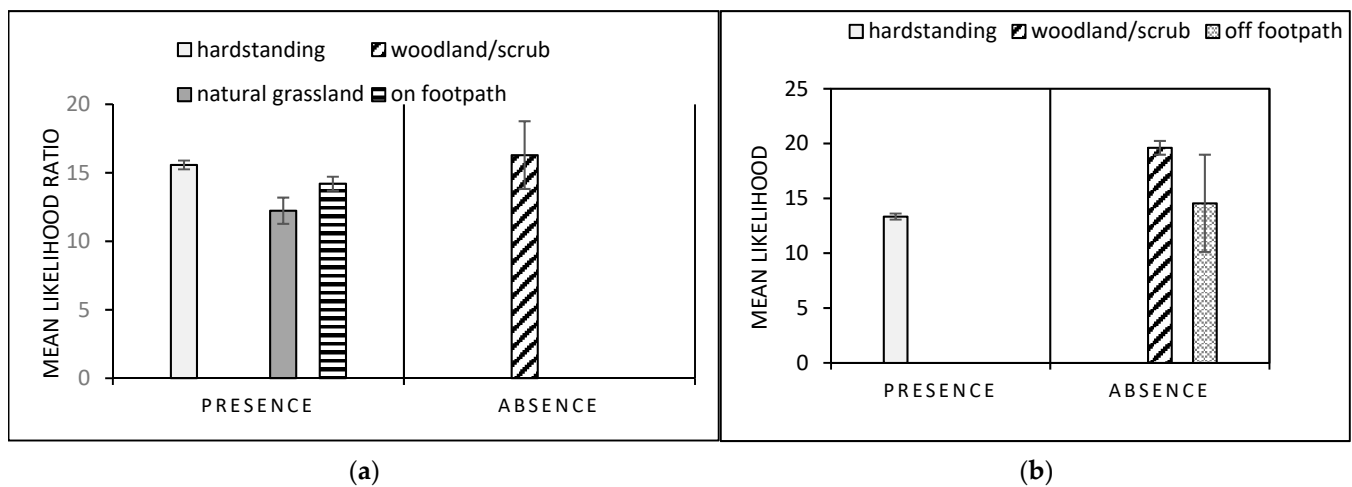 hardstanding woodland/scrub
natural grassland on footpath
MEAN LIKELIHOOD RATIO
20
15
10
5
0
PRESENCE ABSENCE
(a)
hardstanding woodland/scrub off footpath
MEAN LIKELIHOOD
25
20
15
10
5
0
PRESENCE ABSENCE
(b)